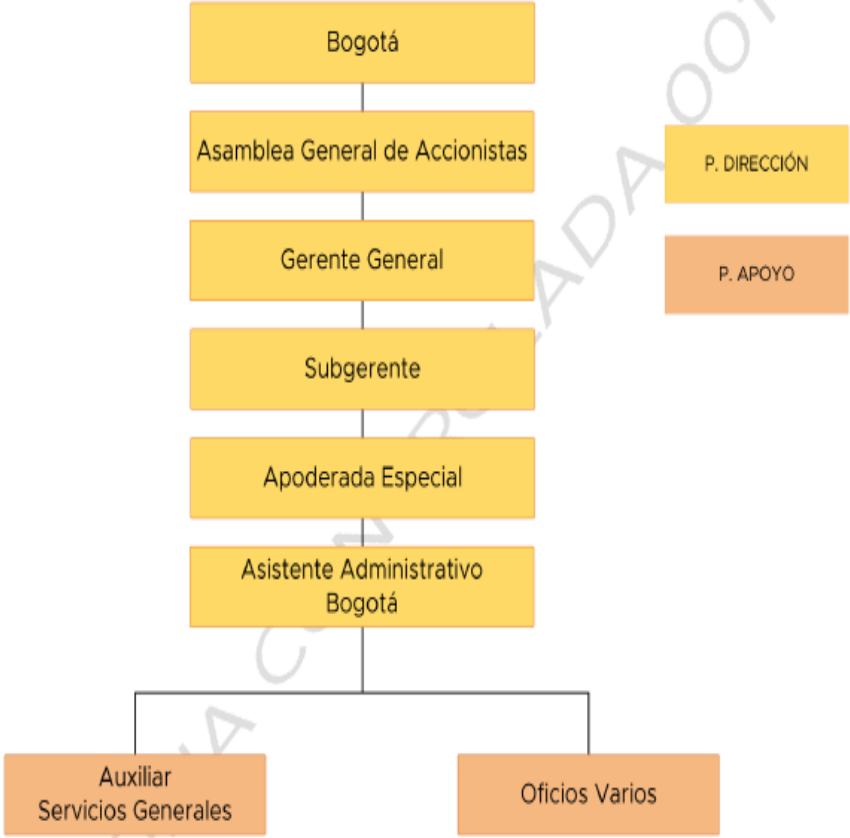 Bogotá
Asamblea General de Accionistas
P. DIRECCIÓN
Gerente General
P. APOYO
Subgerente
Apoderada Especial
Asistente Administrativo
Bogotá
Auxiliar
Servicios Generales
Oficios Varios